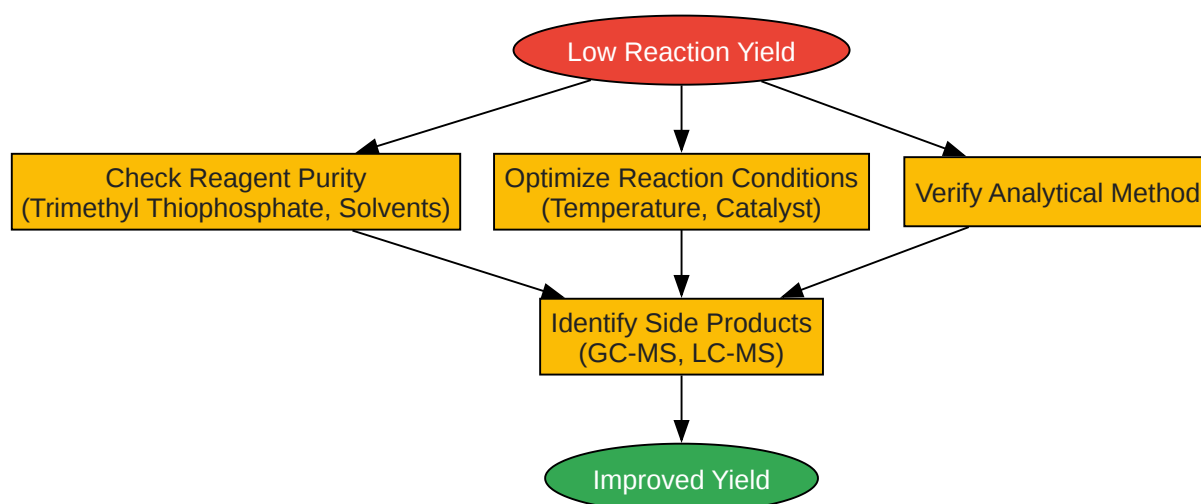 Low Reaction Yield
Check Reagent Purity
(Trimethyl Thiophosphate, Solvents)
Optimize Reaction Conditions
(Temperature, Catalyst)
Verify Analytical Method
Identify Side Products
(GC-MS, LC-MS)
Improved Yield